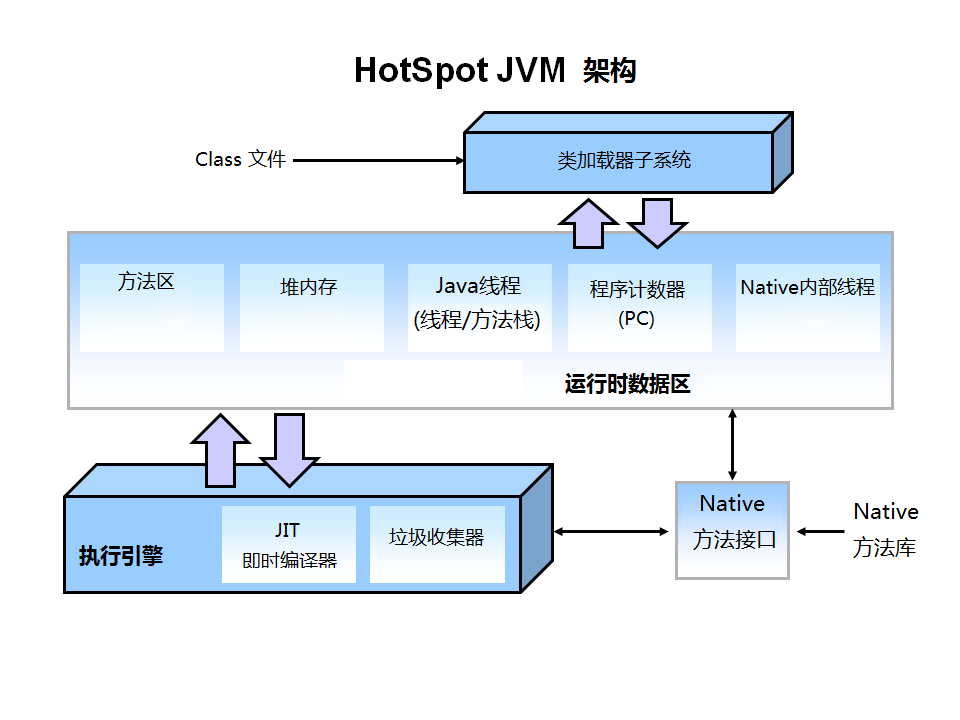 HotSpot JVM 架构
Class 文件
类加载器子系统
方法区
堆内存
Java线程
(线程/方法栈)
程序计数器
(PC)
Native内部线程
运行时数据区
执行引擎
JIT
即时编译器
垃圾收集器
Native
方法接口
Native
方法库